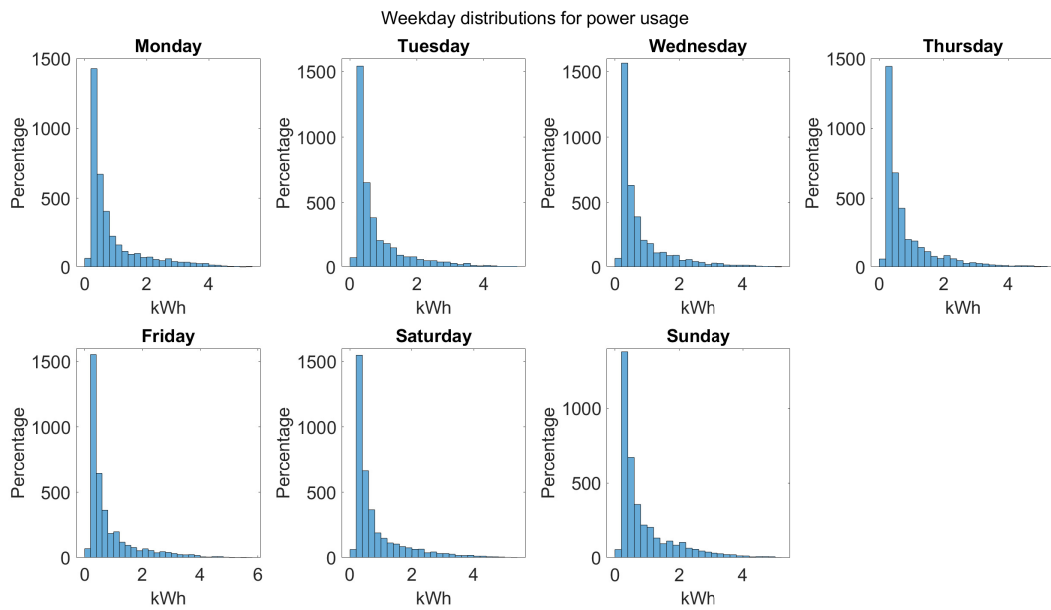 Weekday distributions for power usage
Monday
Tuesday
Wednesday
Thursday
1500
1000
500
0
Percentage
0 2 4
kWh
1500
1000
500
0
Percentage
0 2 4
kWh
1500
1000
500
0
Percentage
0 2 4
kWh
1500
1000
500
0
Percentage
0 2 4
kWh
Friday
Saturday
Sunday
1500
1000
500
0
Percentage
0 2 4 6
kWh
1500
1000
500
0
Percentage
0 2 4
kWh
1000
500
0
Percentage
0 2 4
kWh